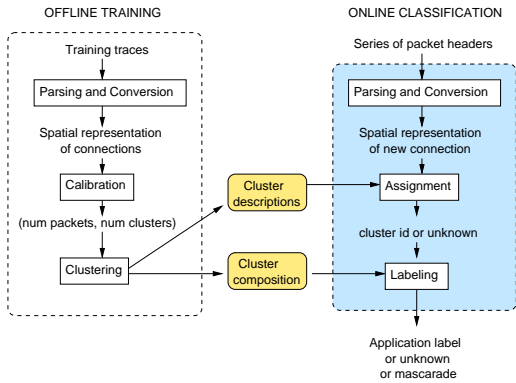 OFFLINE TRAINING
Training traces
Parsing and Conversion
Spatial representation
of connections
Calibration
(num packets, num clusters)
Clustering
Cluster
descriptions
Cluster
composition
ONLINE CLASSIFICATION
Series of packet headers
Parsing and Conversion
Spatial representation
of new connection
Assignment
cluster id or unknown
Labeling
Application label
or unknown
or mascarade